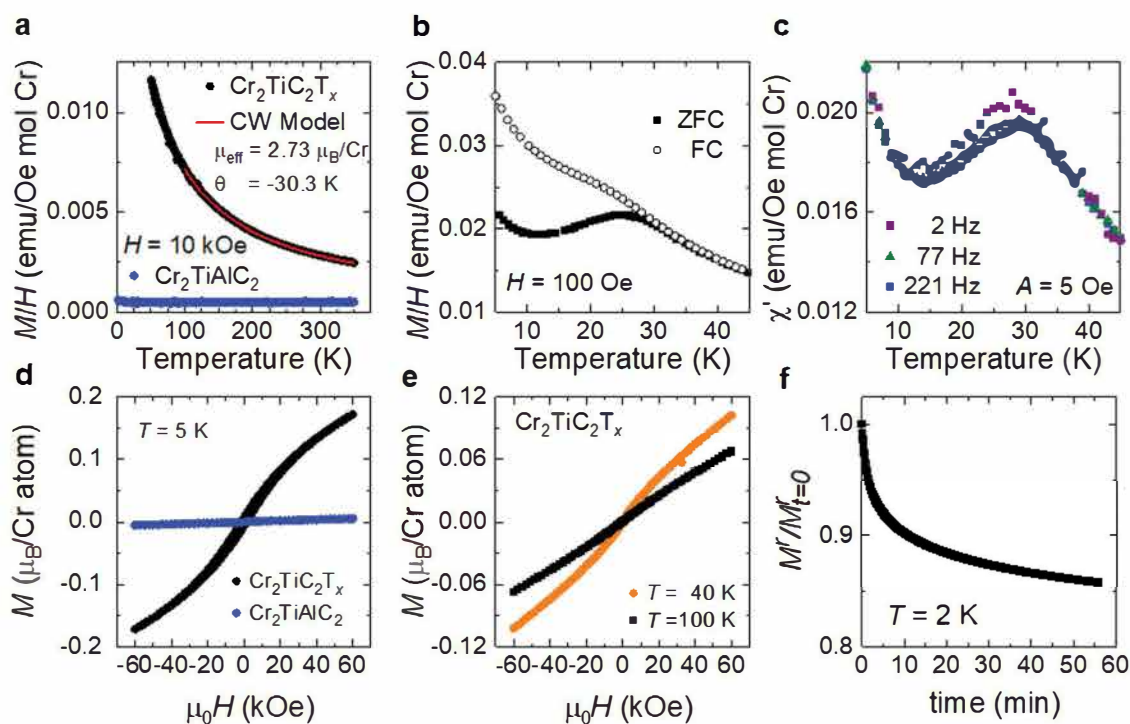 a
0.010
0.005
0.000
M/H (emu/Oe mol Cr)
Cr₂TiC₂Tₓ
CW Model
μeff = 2.73 μB/Cr
θ = -30.3 K
H = 10 kOe
Cr₂TiAlC₂
0 100 200 300
Temperature (K)
b
0.04
0.03
0.02
0.01
M/H (emu/Oe mol Cr)
ZFC
FC
H = 100 Oe
10 20 30 40
Temperature (K)
c
0.020
0.016
0.012
χ' (emu/Oe mol Cr)
2 Hz
77 Hz
221 Hz
A = 5 Oe
10 20 30 40
Temperature (K)
d
0.2
0.1
0.0
-0.1
-0.2
M (μB/Cr atom)
T = 5 K
Cr₂TiC₂Tₓ
Cr₂TiAlC₂
-60 -40 -20 0 20 40 60
μ₀H (kOe)
e
0.12
0.06
0.00
-0.06
-0.12
M (μB/Cr atom)
Cr₂TiC₂Tₓ
T = 40 K
T =100 K
-60 -40 -20 0 20 40 60
μ₀H (kOe)
f
1.0
0.9
0.8
Mʳ/Mʳt=0
T = 2 K
0 10 20 30 40 50 60
time (min)